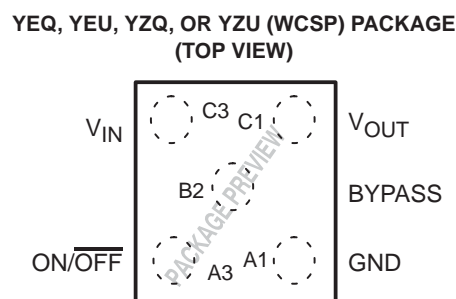 YEQ, YEU, YZQ, OR YZU (WCSP) PACKAGE
(TOP VIEW)
VIN C3 C1 VOUT
B2 BYPASS
ON/OFF A3 A1 GND
PACKAGE PREVIEW